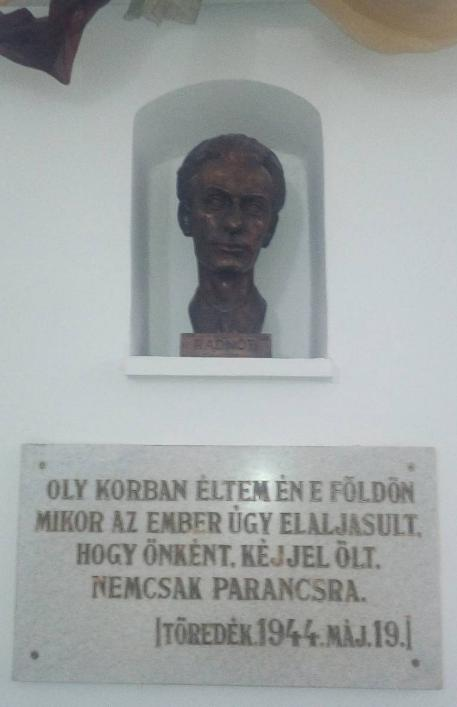 RADNÓTI
OLY KORBAN ÉLTEM ÉN E FÖLDÖN
MIKOR AZ EMBER ÚGY ELALJASULT,
HOGY ÖNKÉNT, KÉJJEL ÖLT,
NEMCSAK PARANCSRA.
[TÖREDÉK.1944.MÁJ.19.]